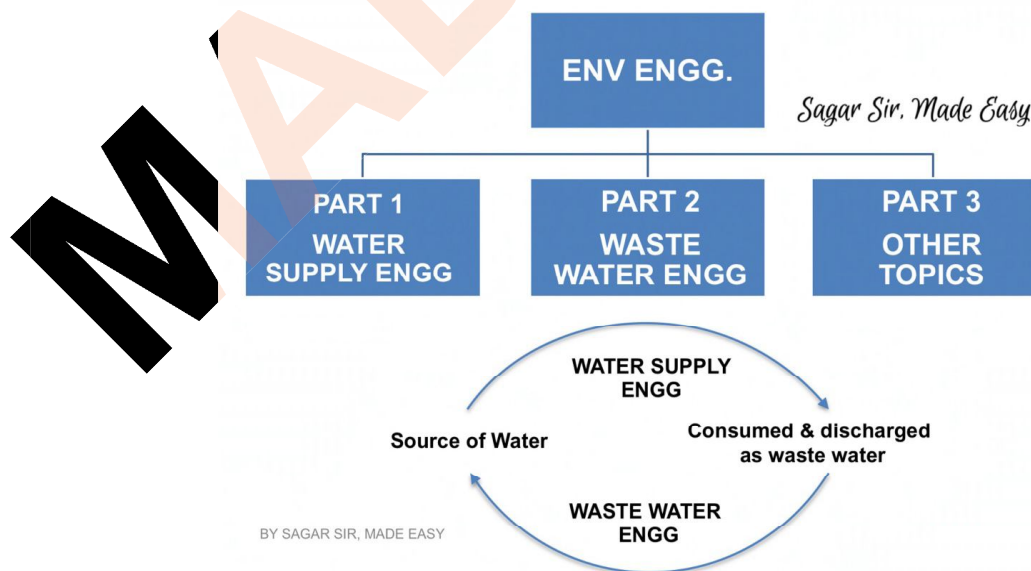 ENV ENGG.
Sagar Sir, Made Easy
PART 1
WATER
SUPPLY ENGG
PART 2
WASTE
WATER ENGG
PART 3
OTHER
TOPICS
WATER SUPPLY
ENGG
Source of Water
Consumed & discharged
as waste water
WASTE WATER
ENGG
BY SAGAR SIR, MADE EASY